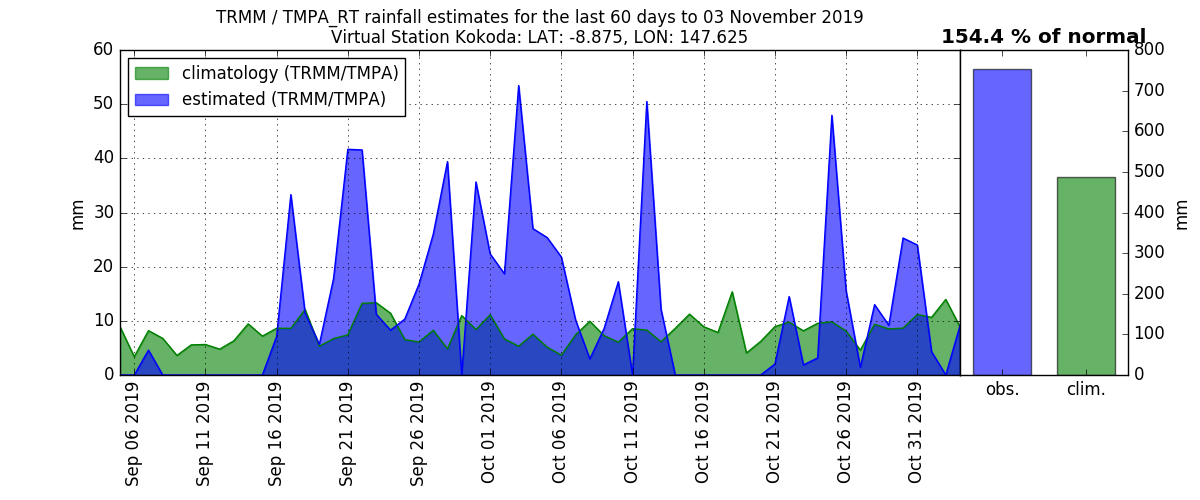 TRMM / TMPA_RT rainfall estimates for the last 60 days to 03 November 2019
Virtual Station Kokoda: LAT: -8.875, LON: 147.625
154.4 % of normal
climatology (TRMM/TMPA)
estimated (TRMM/TMPA)
60
50
40
30
20
10
0
mm
Sep 06 2019
Sep 11 2019
Sep 16 2019
Sep 21 2019
Sep 26 2019
Oct 01 2019
Oct 06 2019
Oct 11 2019
Oct 16 2019
Oct 21 2019
Oct 26 2019
Oct 31 2019
obs.
clim.
800
700
600
500
400
300
200
100
0
mm